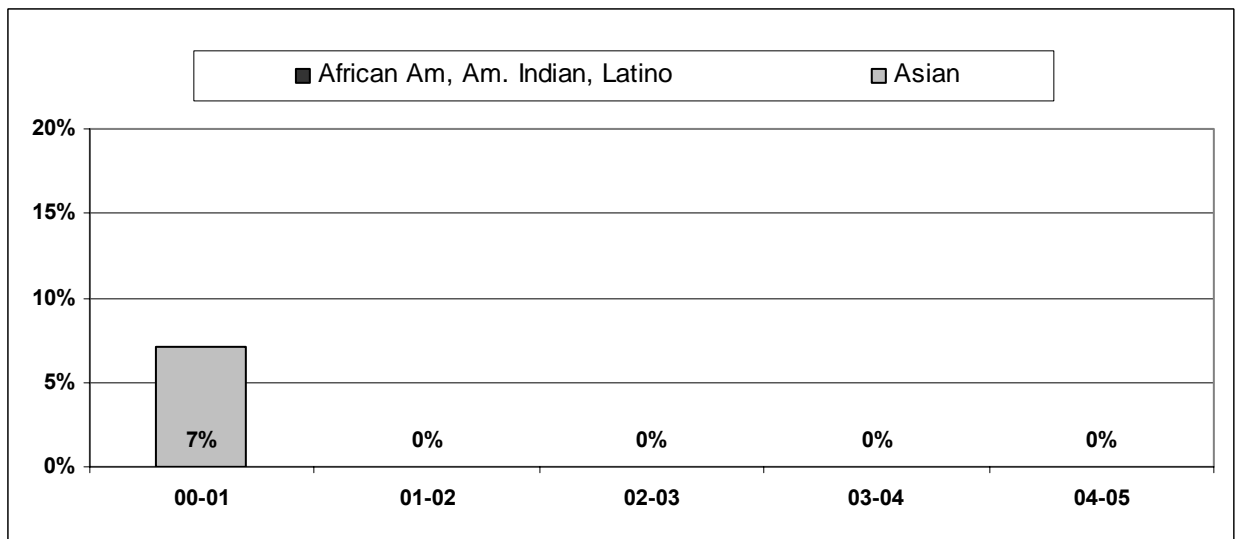 African Am, Am. Indian, Latino Asian
20%
15%
10%
5%
0%
7% 0% 0% 0% 0%
00-01 01-02 02-03 03-04 04-05